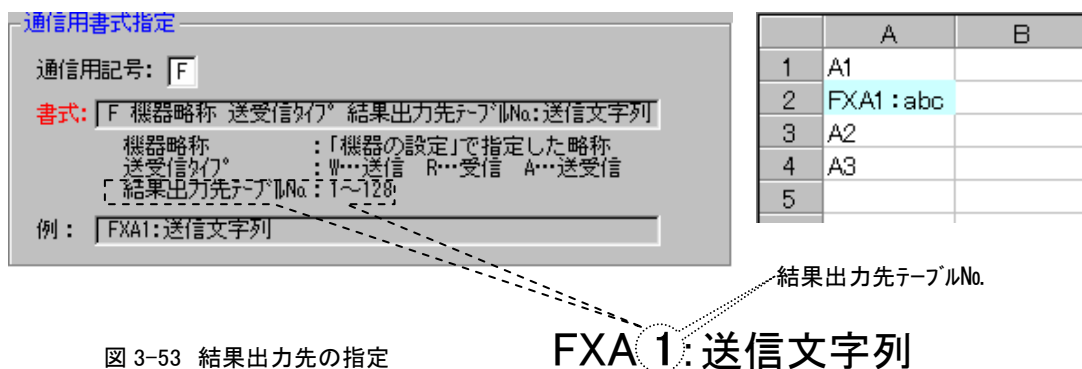 通信用書式指定
通信用記号: F
書式: F 機器略称 送受信ﾀｲﾌﾟ 結果出力先ﾃｰﾌﾞﾙNo:送信文字列
機器略称 :「機器の設定」で指定した略称
送受信ﾀｲﾌﾟ :W…送信 R…受信 A…送受信
結果出力先ﾃｰﾌﾞﾙNo:1～128
例: FXA1:送信文字列
A B
1 A1
2 FXA1:abc
3 A2
4 A3
5
結果出力先ﾃｰﾌﾞﾙNo.
FXA1:送信文字列
図 3-53 結果出力先の指定